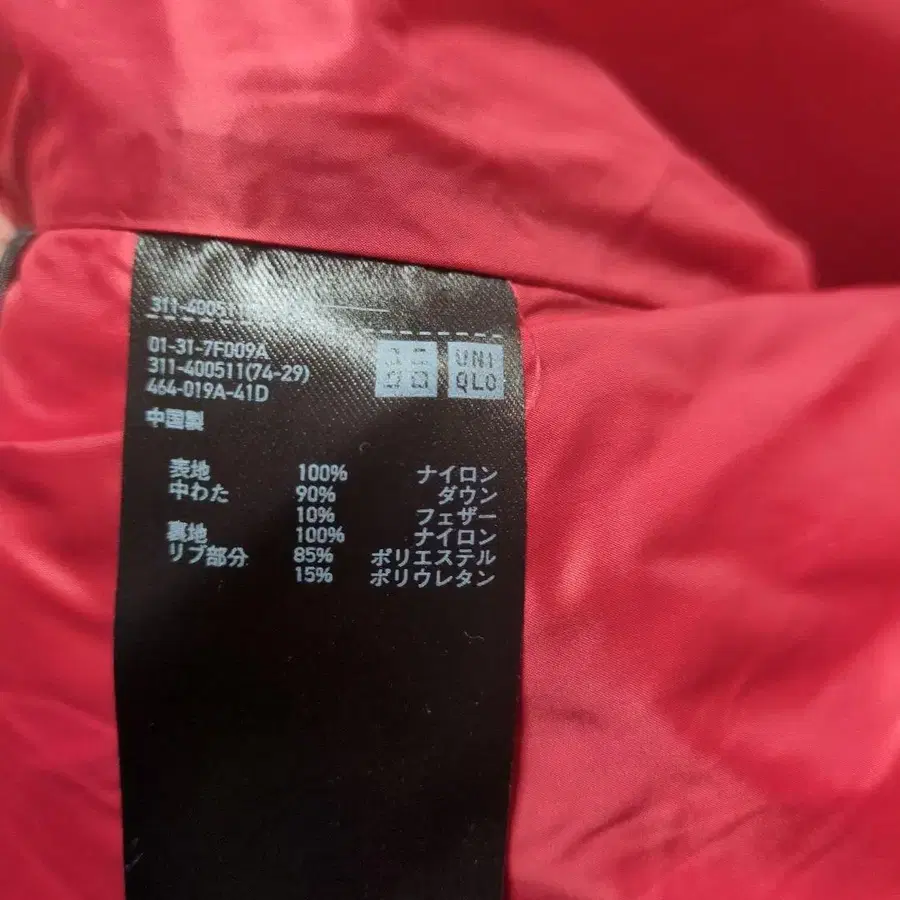 311-400511
01-31-7F009A
311-400511(74-29)
464-019A-41D
UNI
QLO
中国製
表地 100% ナイロン
中わた 90% ダウン
10% フェザー
裏地 100% ナイロン
リブ部分 85% ポリエステル
15% ポリウレタン